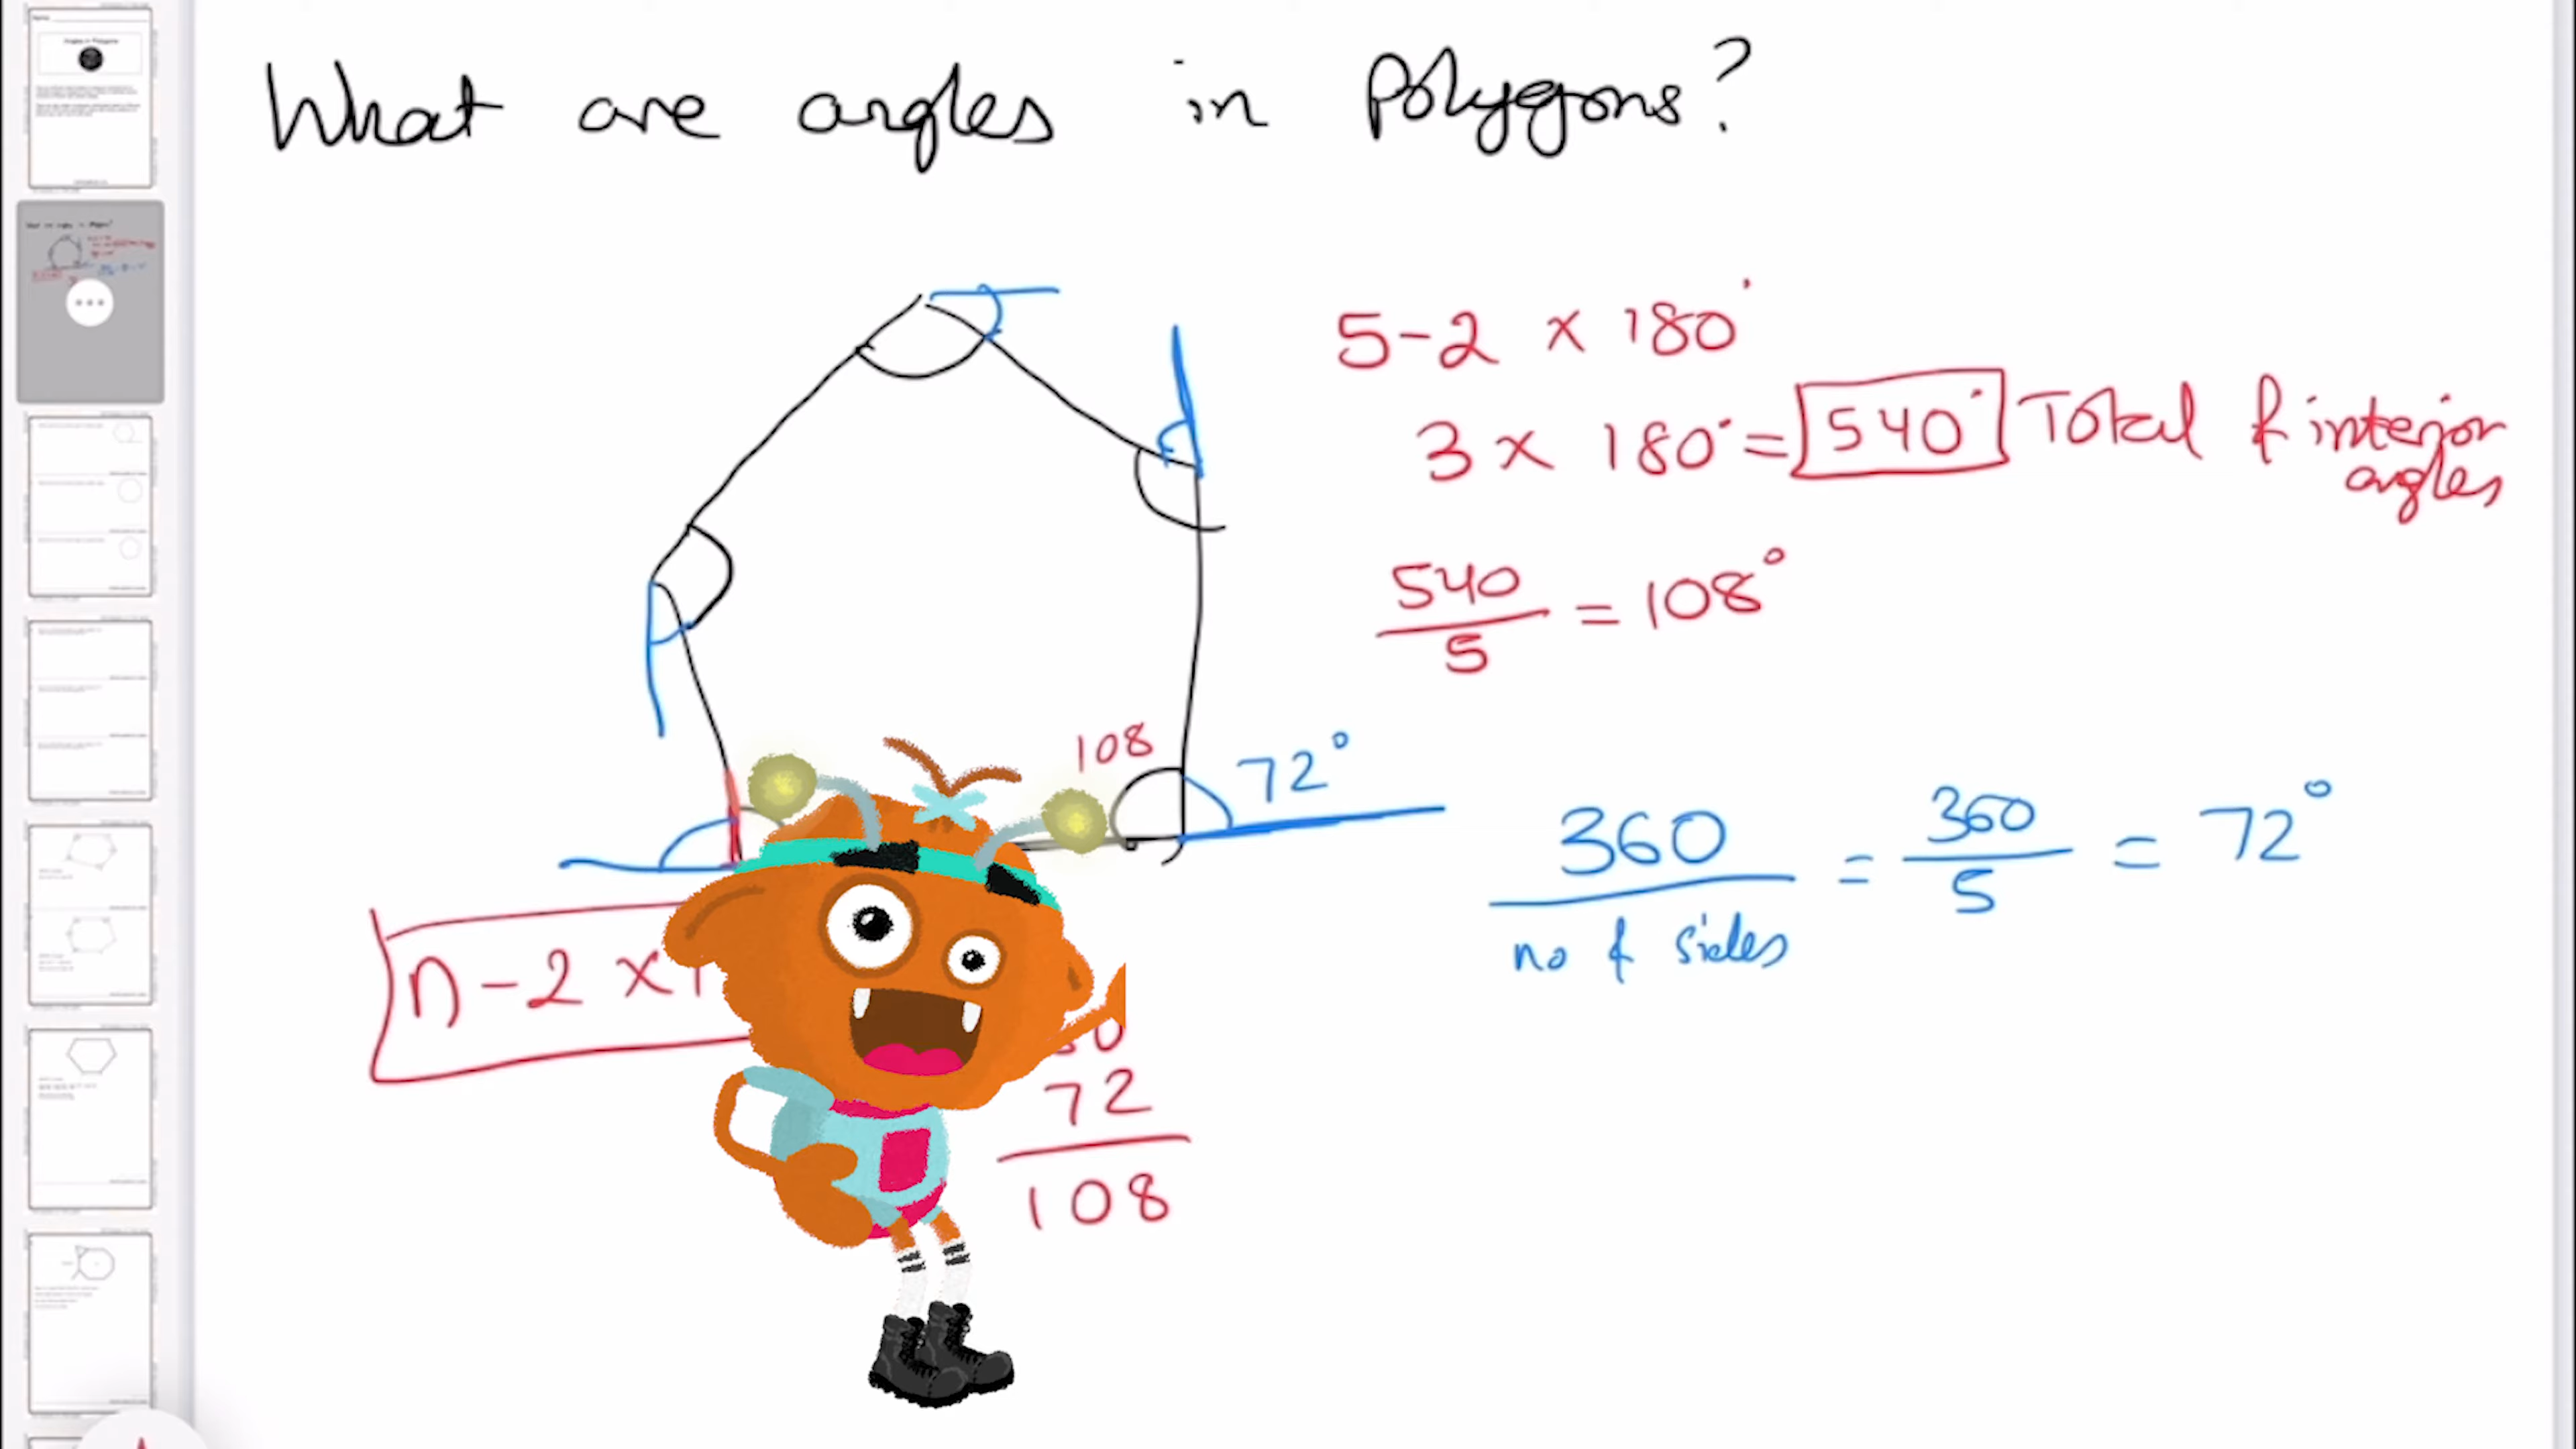 What are angles in Polygons?
5-2 × 180°
3 × 180° = 540° Total of interior angles
540/5 = 108°
108
72°
360/no of sides = 360/5 = 72°
n-2 × 1
72
108